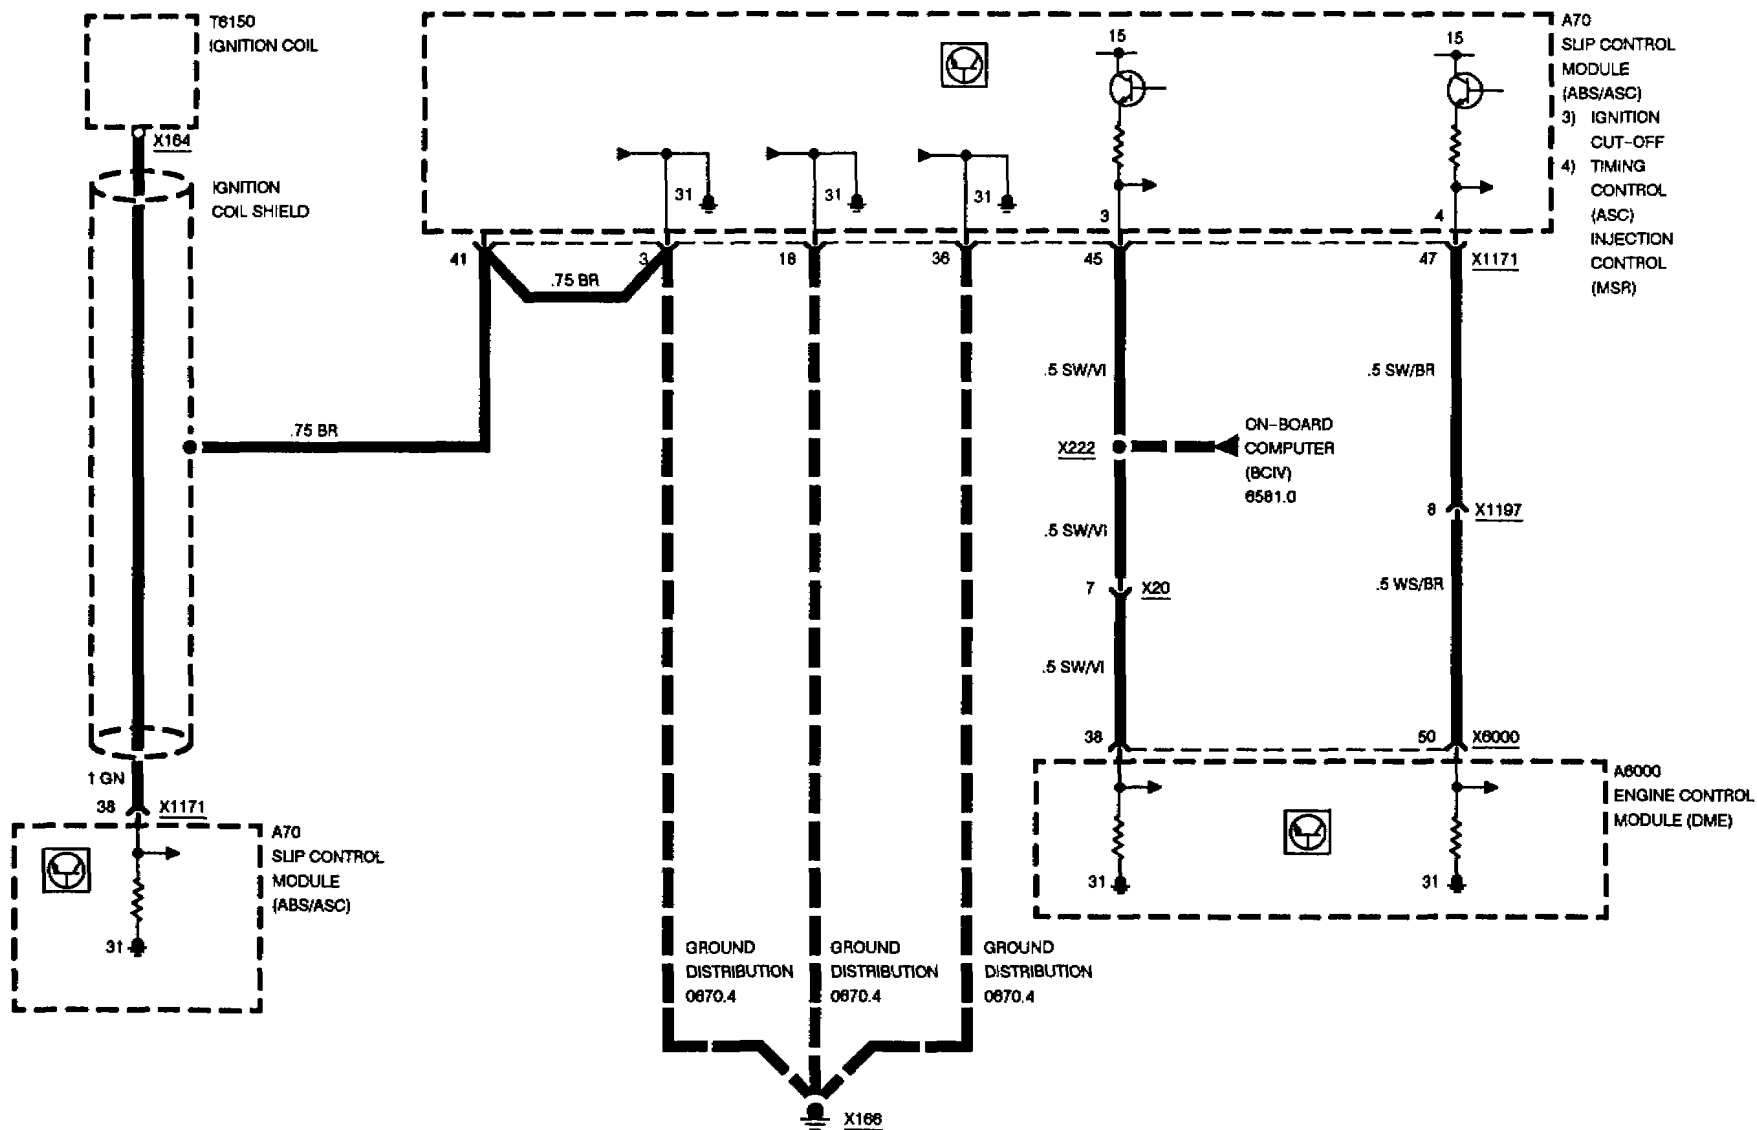 T6150
IGNITION COIL
X164
IGNITION
COIL SHIELD
.75 BR
1 GN
38
X1171
A70
SLIP CONTROL
MODULE
(ABS/ASC)
31
15
15
31
31
31
3
4
A70
SLIP CONTROL
MODULE
(ABS/ASC)
3) IGNITION
CUT-OFF
4) TIMING
CONTROL
(ASC)
INJECTION
CONTROL
(MSR)
41
3
18
36
45
47
X1171
.75 BR
.5 SW/VI
.5 SW/BR
X222
ON-BOARD
COMPUTER
(BCIV)
6581.0
8
X1197
.5 SW/VI
7
X20
.5 WS/BR
.5 SW/VI
38
50
X6000
A6000
ENGINE CONTROL
MODULE (DME)
31
31
GROUND
DISTRIBUTION
0670.4
GROUND
DISTRIBUTION
0670.4
GROUND
DISTRIBUTION
0670.4
X166